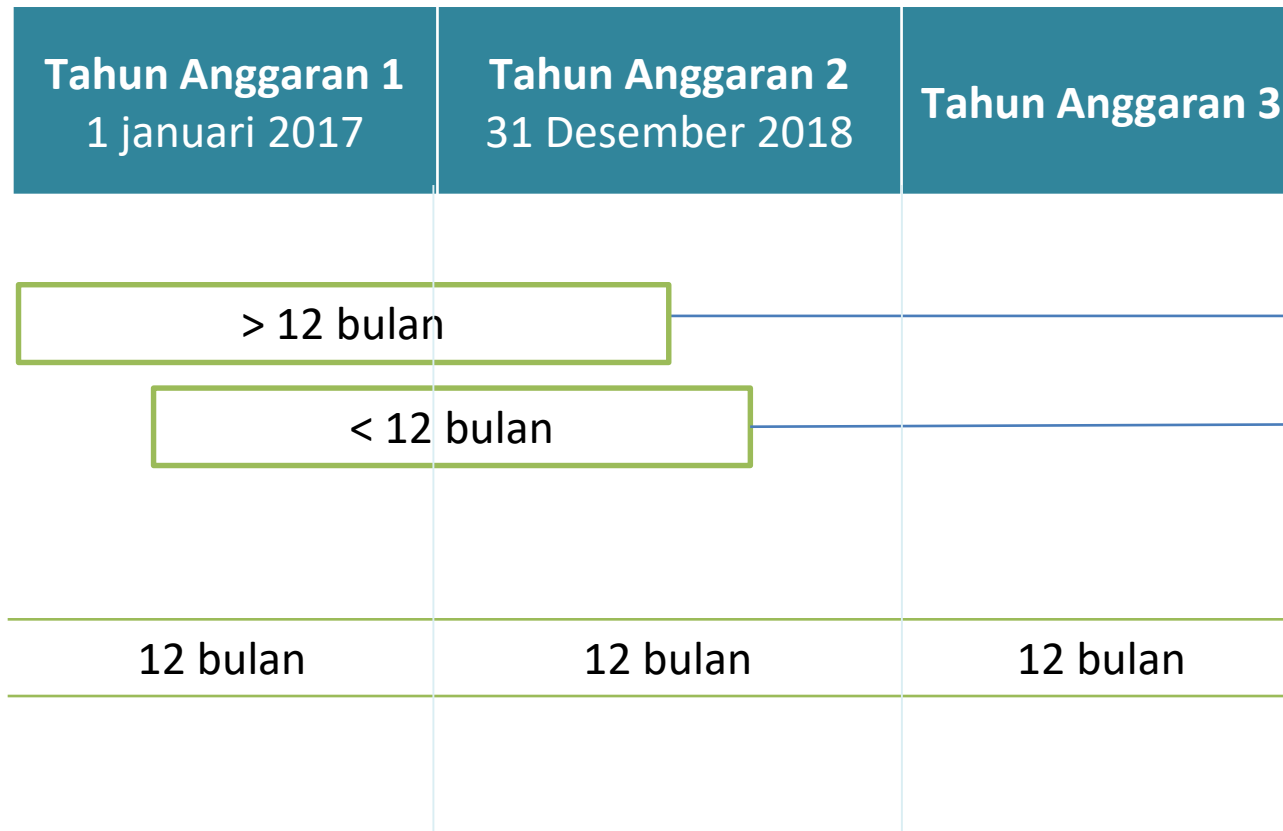 Tahun Anggaran 1
1 januari 2017
Tahun Anggaran 2
31 Desember 2018
Tahun Anggaran 3
> 12 bulan
< 12 bulan
12 bulan
12 bulan
12 bulan